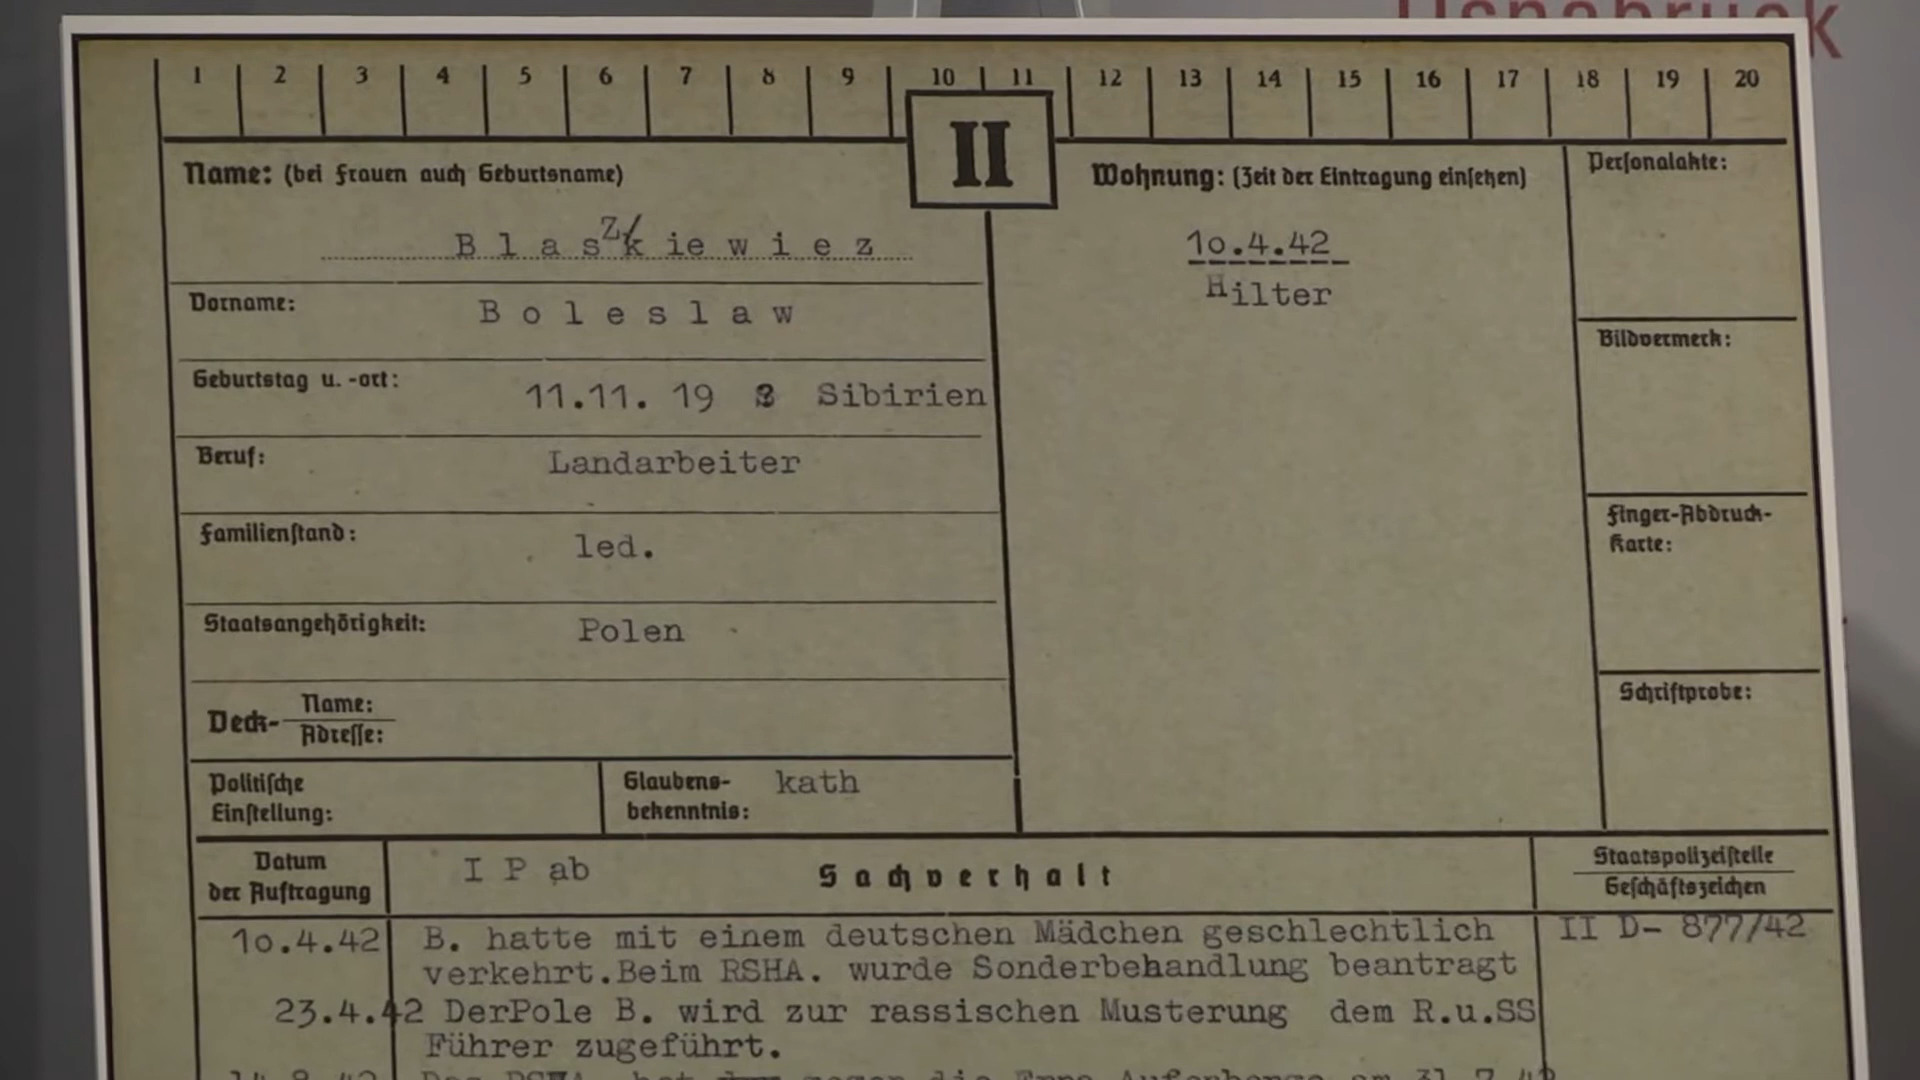 Osnabrück
1 2 3 4 5 6 7 8 9 10 11 12 13 14 15 16 17 18 19 20
II
Name: (bei Frauen auch Geburtsname)
Blaszkiewiez
Vorname: Boleslaw
Geburtstag u. -ort: 11.11. 19 Sibirien
Beruf: Landarbeiter
Familienstand: led.
Staatsangehörigkeit: Polen
Deck- Name:
Adresse:
Politische
Einstellung:
Glaubens- kath
bekenntnis:
Wohnung: (Zeit der Eintragung einsetzen)
10.4.42
Hilter
Personalakte:
Bildvermerk:
Finger-Abdruck-
Karte:
Schriftprobe:
Datum
der Auftragung
I P ab Sachverhalt
Staatspolizeistelle
Geschäftszeichen
10.4.42 B. hatte mit einem deutschen Mädchen geschlechtlich II D- 877/42
verkehrt.Beim RSHA. wurde Sonderbehandlung beantragt
23.4.42 DerPole B. wird zur rassischen Musterung dem R.u.SS
Führer zugeführt.